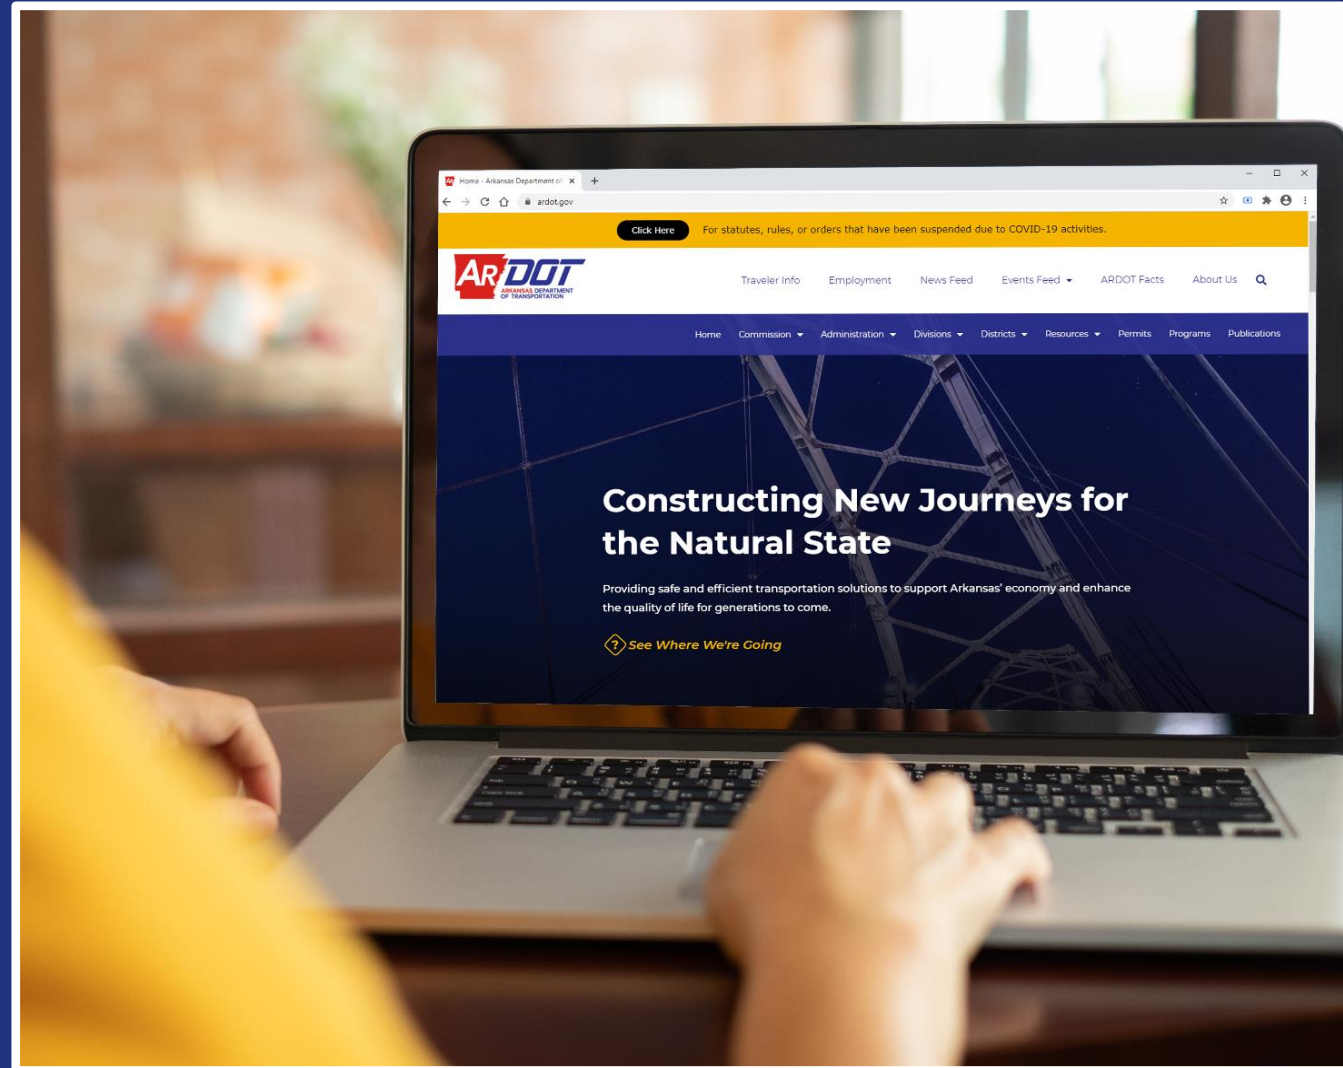 Home - Arkansas Department of
ardot.gov
Click Here For statutes, rules, or orders that have been suspended due to COVID-19 activities.
ARDOT
ARKANSAS DEPARTMENT
OF TRANSPORTATION
Traveler Info Employment News Feed Events Feed ARDOT Facts About Us
Home Commission Administration Divisions Districts Resources Permits Programs Publications
Constructing New Journeys for
the Natural State
Providing safe and efficient transportation solutions to support Arkansas' economy and enhance
the quality of life for generations to come.
? See Where We're Going